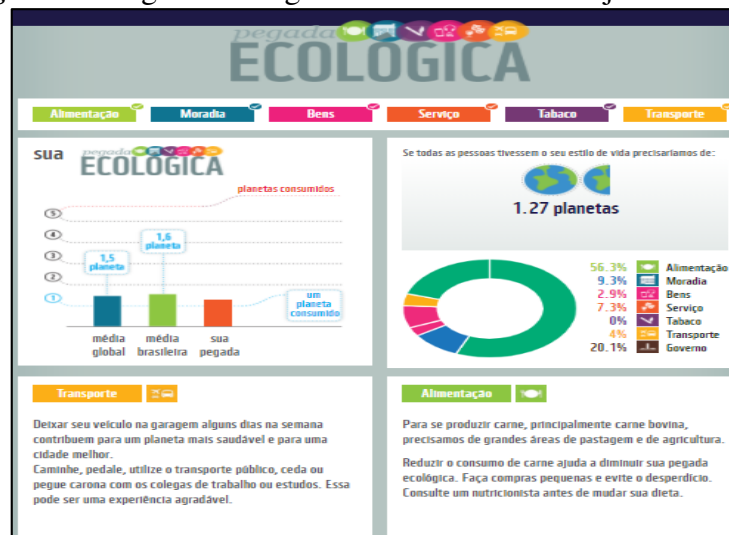 pegada
ECOLÓGICA
Alimentação
Moradia
Bens
Serviço
Tabaco
Transporte
sua
pegada
ECOLÓGICA
planetas consumidos
5
4
3
2
1
1,5
planeta
1,6
planeta
um
planeta
consumido
média
global
média
brasileira
sua
pegada
Se todas as pessoas tivessem o seu estilo de vida precisaríamos de:
1.27 planetas
56.3% Alimentação
9.3% Moradia
2.9% Bens
7.3% Serviço
0% Tabaco
4% Transporte
20.1% Governo
Transporte
Deixar seu veículo na garagem alguns dias na semana
contribuem para um planeta mais saudável e para uma
cidade melhor.
Caminhe, pedale, utilize o transporte público, ceda ou
pegue carona com os colegas de trabalho ou estudos. Essa
pode ser uma experiência agradável.
Alimentação
Para se produzir carne, principalmente carne bovina,
precisamos de grandes áreas de pastagem e de agricultura.
Reduzir o consumo de carne ajuda a diminuir sua pegada
ecológica. Faça compras pequenas e evite o desperdício.
Consulte um nutricionista antes de mudar sua dieta.